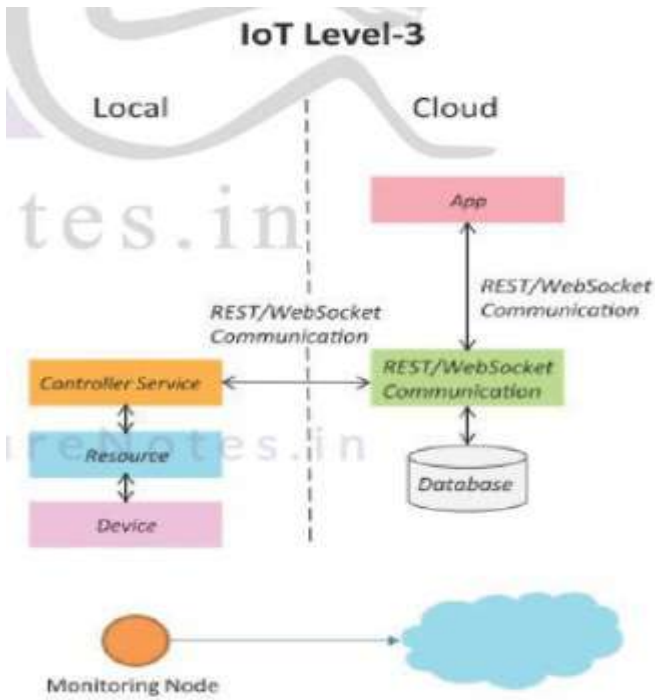 IoT Level-3
Local
Cloud
tes.in
App
REST/WebSocket
Communication
REST/WebSocket
Communication
Controller Service
REST/WebSocket
Communication
ureNotes.in
Resource
Database
Device
Monitoring Node